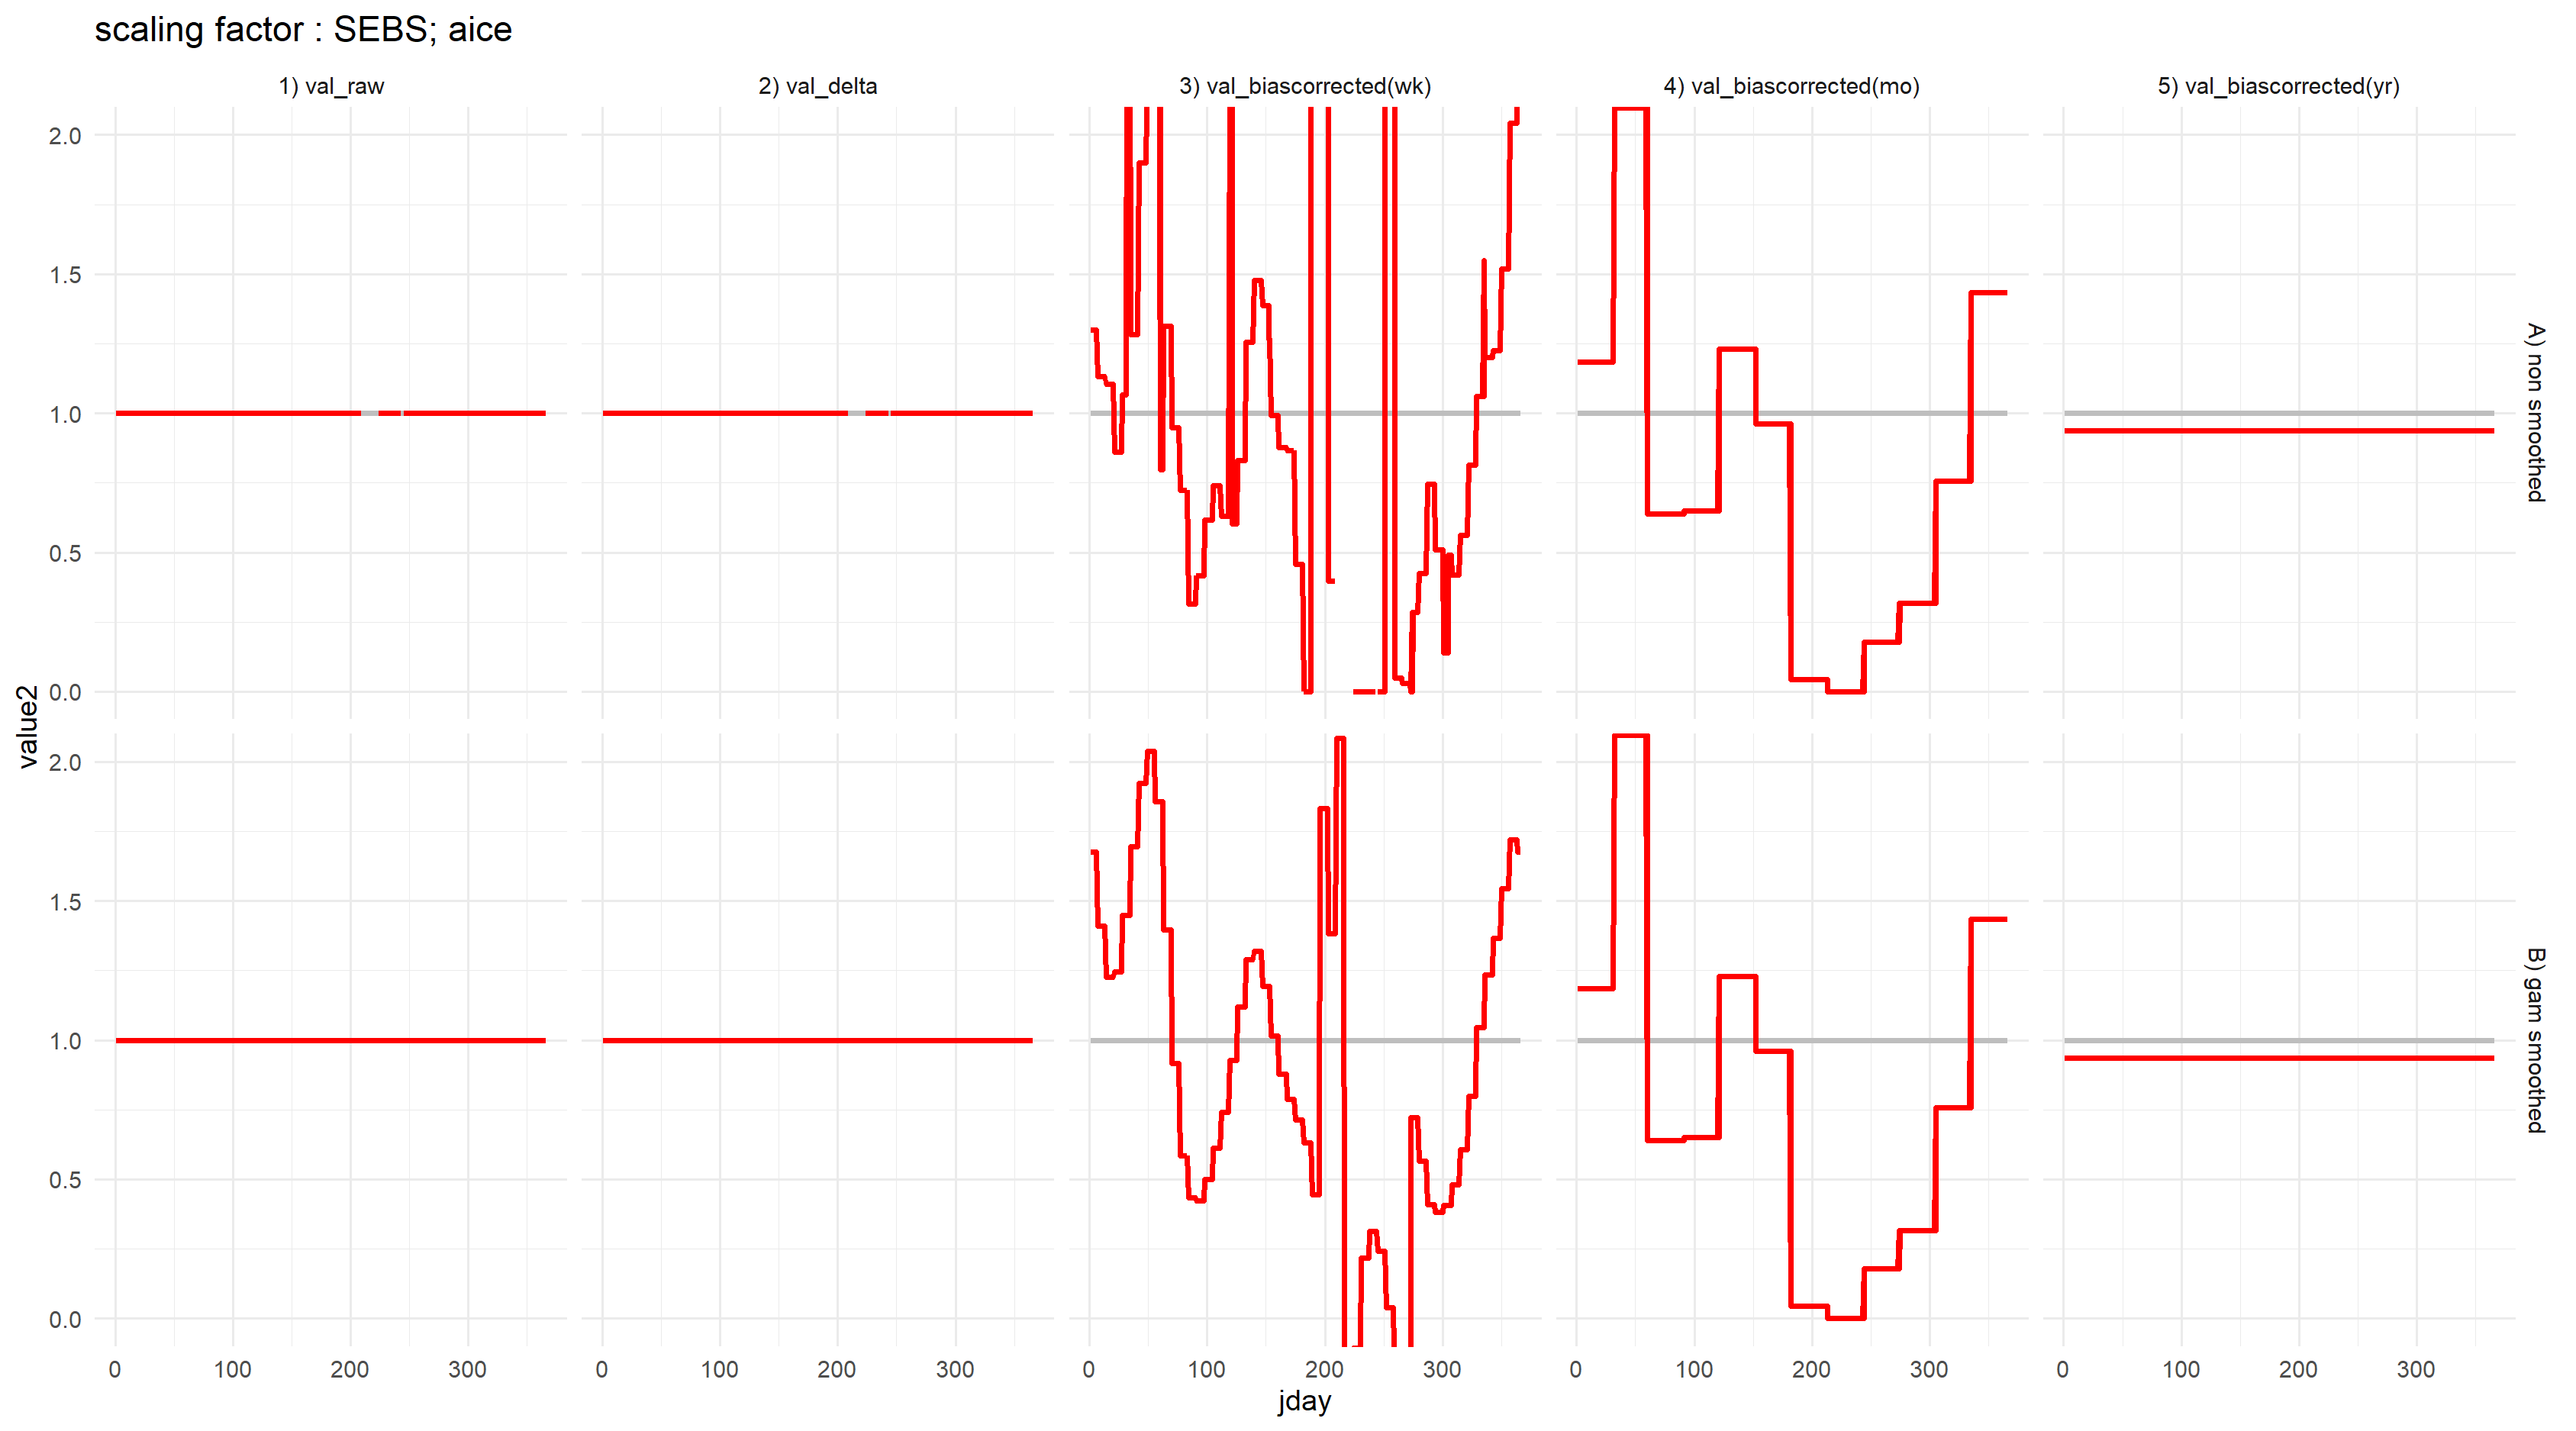 scaling factor : SEBS; aice
1) val_raw
2) val_delta
3) val_biascorrected(wk)
4) val_biascorrected(mo)
5) val_biascorrected(yr)
2.0
1.5
1.0
0.5
0.0
A) non smoothed
value2
2.0
1.5
1.0
0.5
0.0
B) gam smoothed
0 100 200 300
0 100 200 300
0 100 200 300
0 100 200 300
0 100 200 300
jday